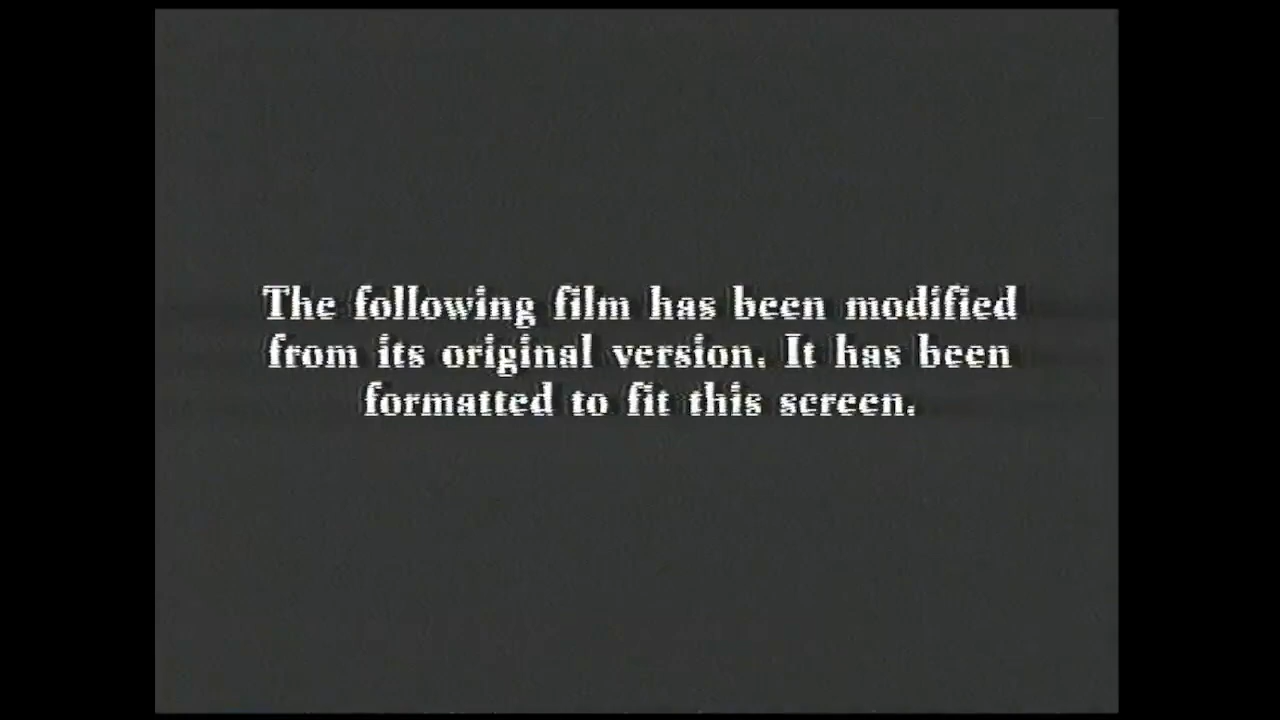 The following film has been modified
from its original version. It has been
formatted to fit this screen.